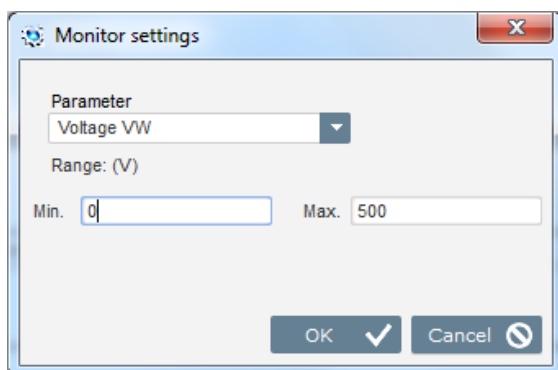 Monitor settings
Parameter
Voltage VW
Range: (V)
Min. 0 Max. 500
OK Cancel